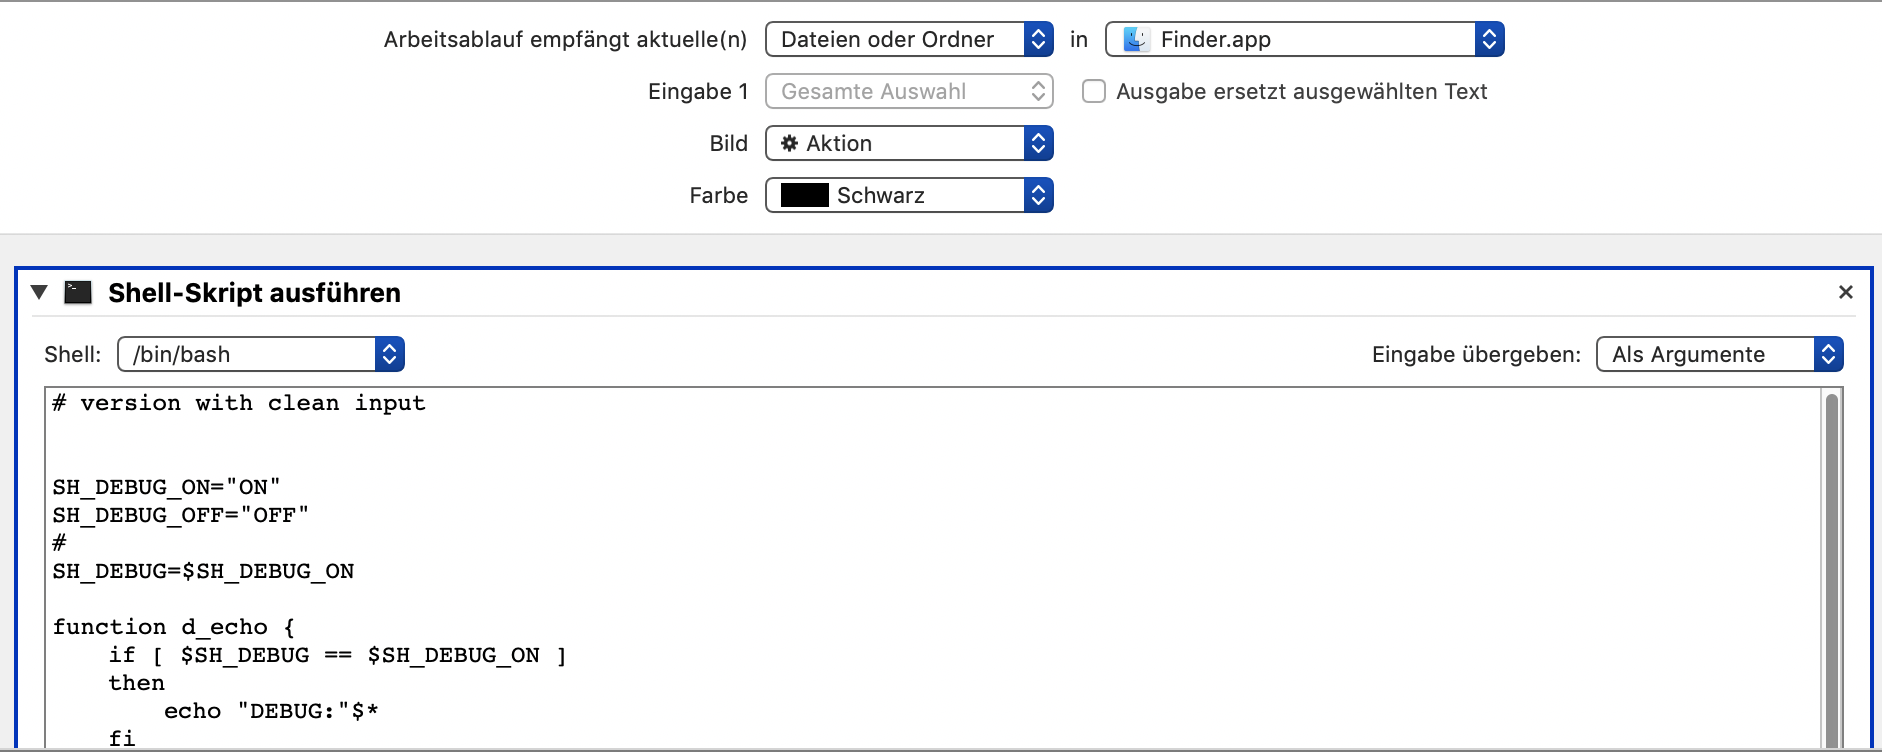 Arbeitsablauf empfängt aktuelle(n) Dateien oder Ordner in Finder.app
Eingabe 1 Gesamte Auswahl Ausgabe ersetzt ausgewählten Text
Bild Aktion
Farbe Schwarz
Shell-Skript ausführen
Shell: /bin/bash Eingabe übergeben: Als Argumente
# version with clean input
SH_DEBUG_ON="ON"
SH_DEBUG_OFF="OFF"
#
SH_DEBUG=$SH_DEBUG_ON
function d_echo {
if [ $SH_DEBUG == $SH_DEBUG_ON ]
then
echo "DEBUG:"$*
fi